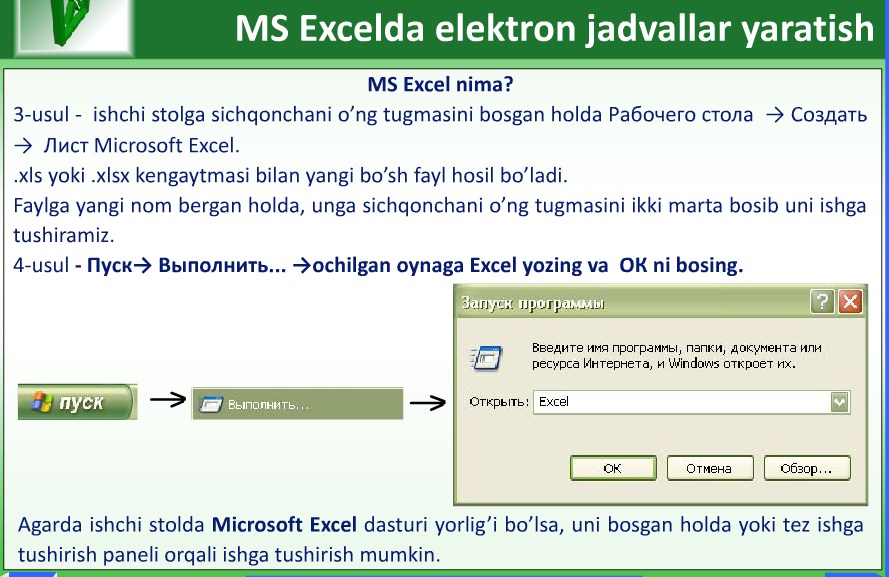 MS Excelda elektron jadvallar yaratish
MS Excel nima?
3-usul - ishchi stolga sichqonchani o’ng tugmasini bosgan holda Рабочего стола → Создать
→ Лист Microsoft Excel.
.xls yoki .xlsx kengaytmasi bilan yangi bo’sh fayl hosil bo’ladi.
Faylga yangi nom bergan holda, unga sichqonchani o’ng tugmasini ikki marta bosib uni ishga
tushiramiz.
4-usul - Пуск→ Выполнить... →ochilgan oynaga Excel yozing va OK ni bosing.
Запуск программы
Введите имя программы, папки, документа или
ресурса Интернета, и Windows откроет их.
Открыть: Excel
пуск
Выполнить...
OK Отмена Обзор...
Agarda ishchi stolda Microsoft Excel dasturi yorlig’i bo’lsa, uni bosgan holda yoki tez ishga
tushirish paneli orqali ishga tushirish mumkin.